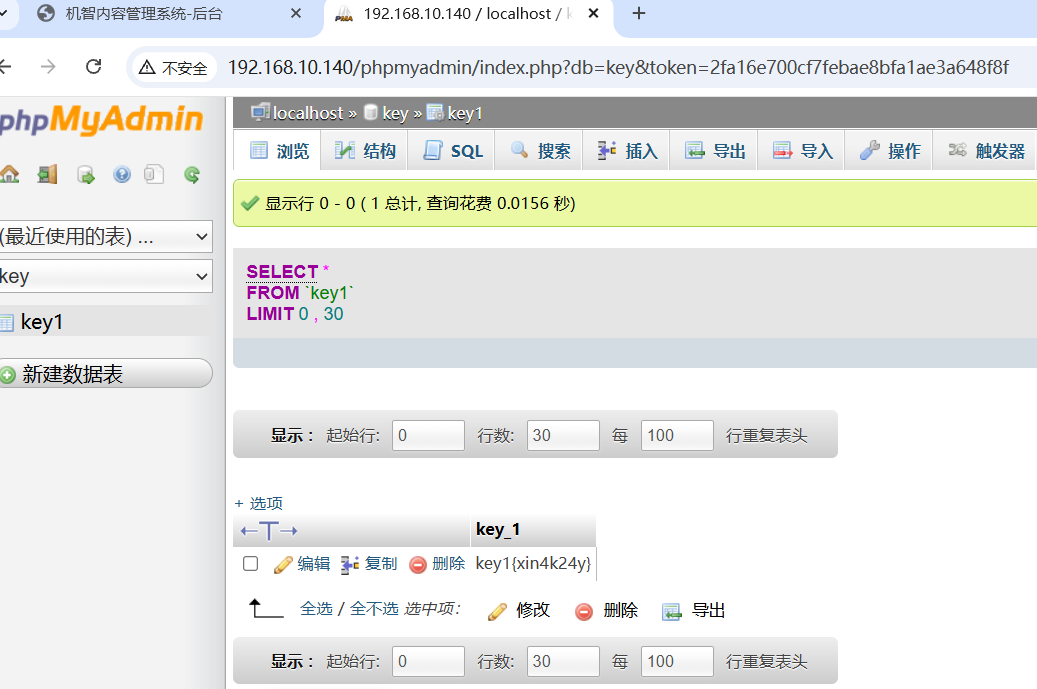 机智内容管理系统-后台
192.168.10.140 / localhost / k
不安全
192.168.10.140/phpmyadmin/index.php?db=key&token=2fa16e700cf7febae8bfa1ae3a648f8f
phpMyAdmin
(最近使用的表) ...
key
key1
新建数据表
localhost » key » key1
浏览 结构 SQL 搜索 插入 导出 导入 操作 触发器
显示行 0 - 0 ( 1 总计, 查询花费 0.0156 秒)
SELECT *
FROM `key1`
LIMIT 0 , 30
显示 : 起始行: 0 行数: 30 每 100 行重复表头
+ 选项
←T→ key_1
编辑 复制 删除 key1{xin4k24y}
全选 / 全不选 选中项: 修改 删除 导出
显示 : 起始行: 0 行数: 30 每 100 行重复表头